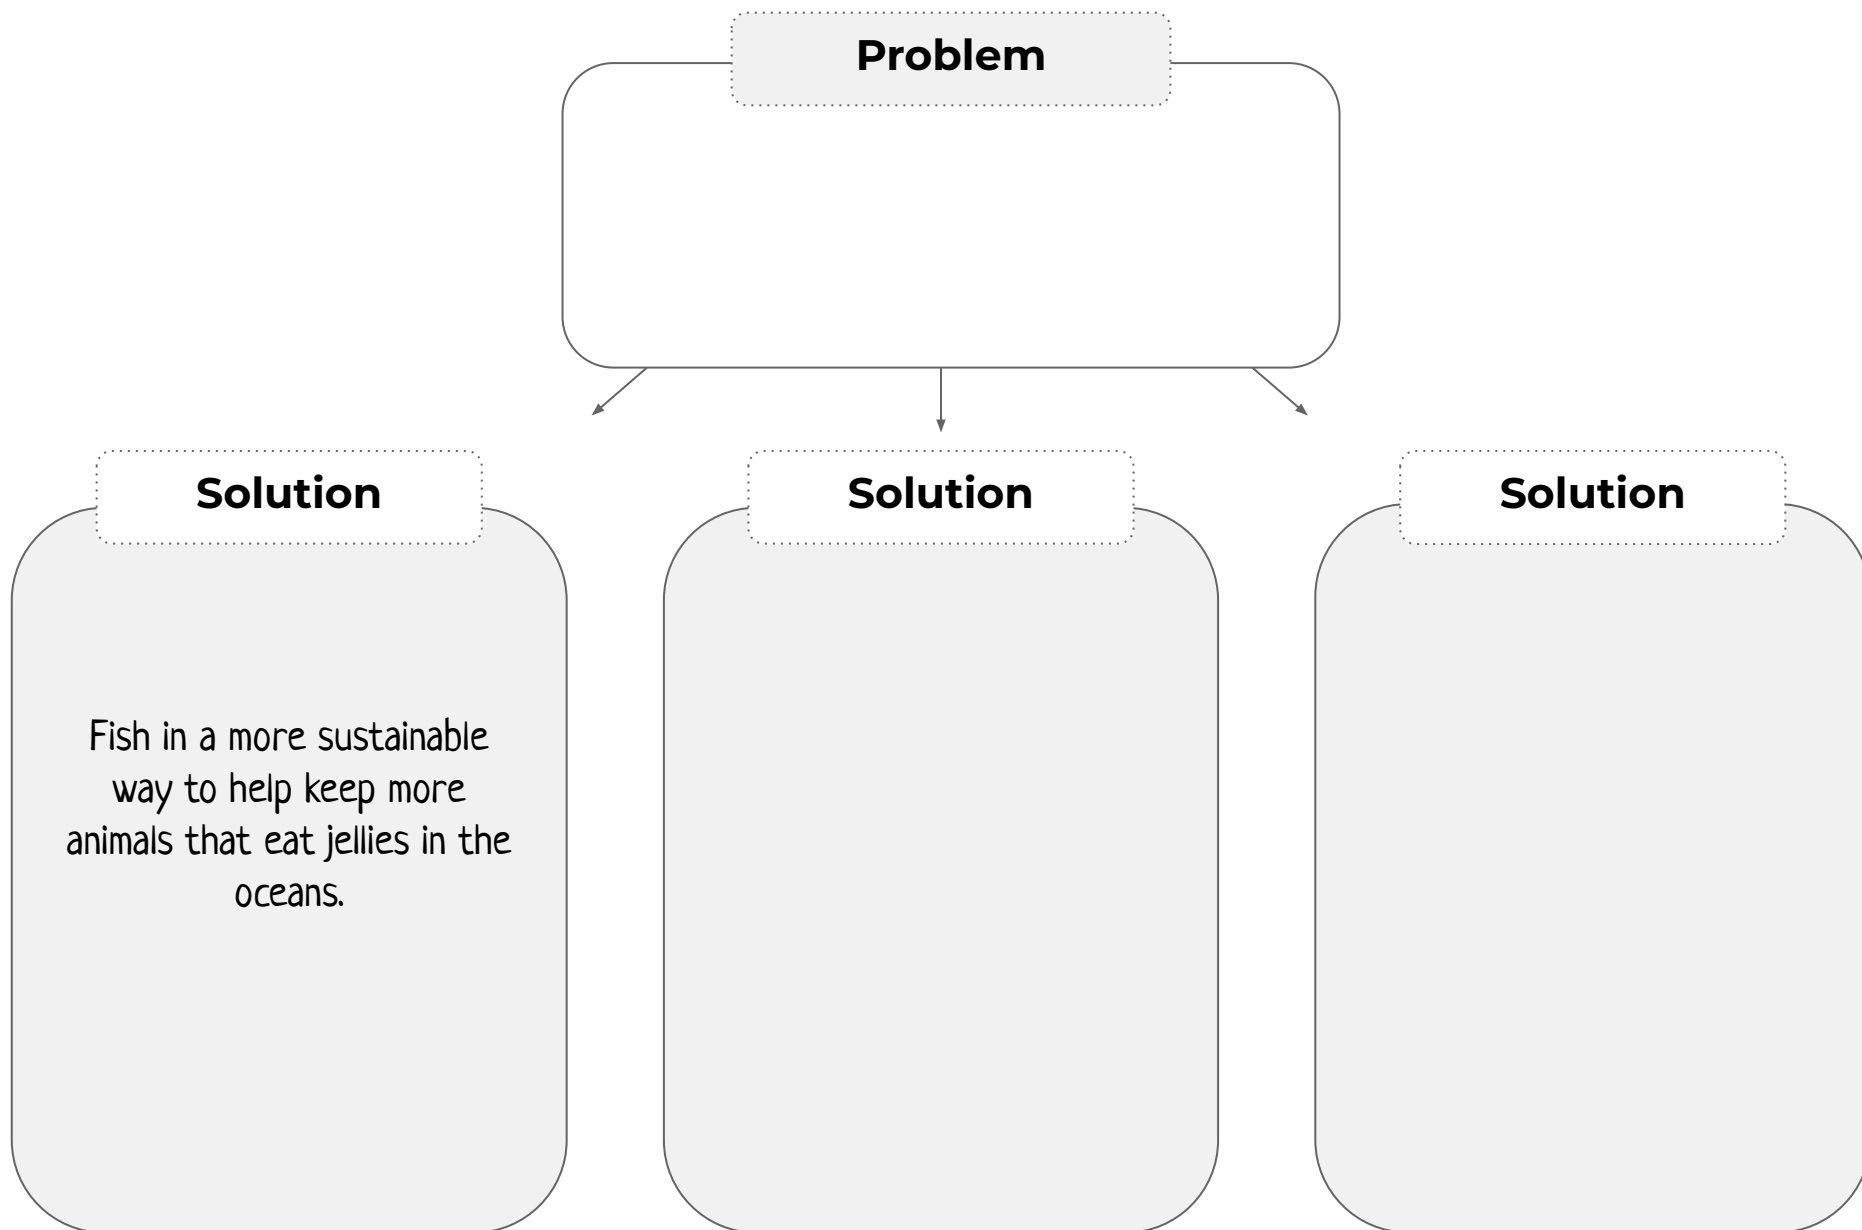 Problem
Solution
Solution
Solution
Fish in a more sustainable
way to help keep more
animals that eat jellies in the
oceans.